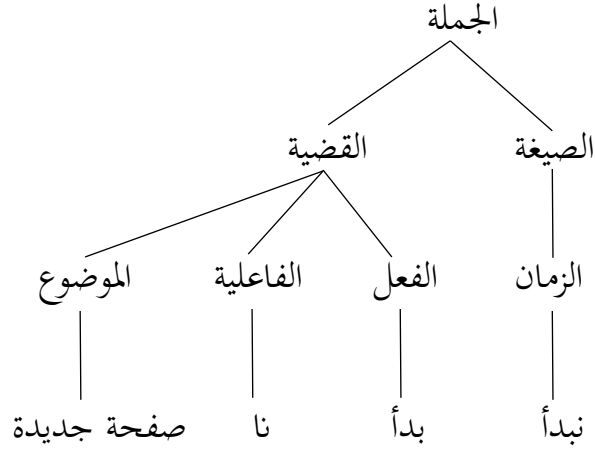 الجملة
الصيغة القضية
الزمان الفعل الفاعلية الموضوع
نبدأ بدأ نا صفحة جديدة